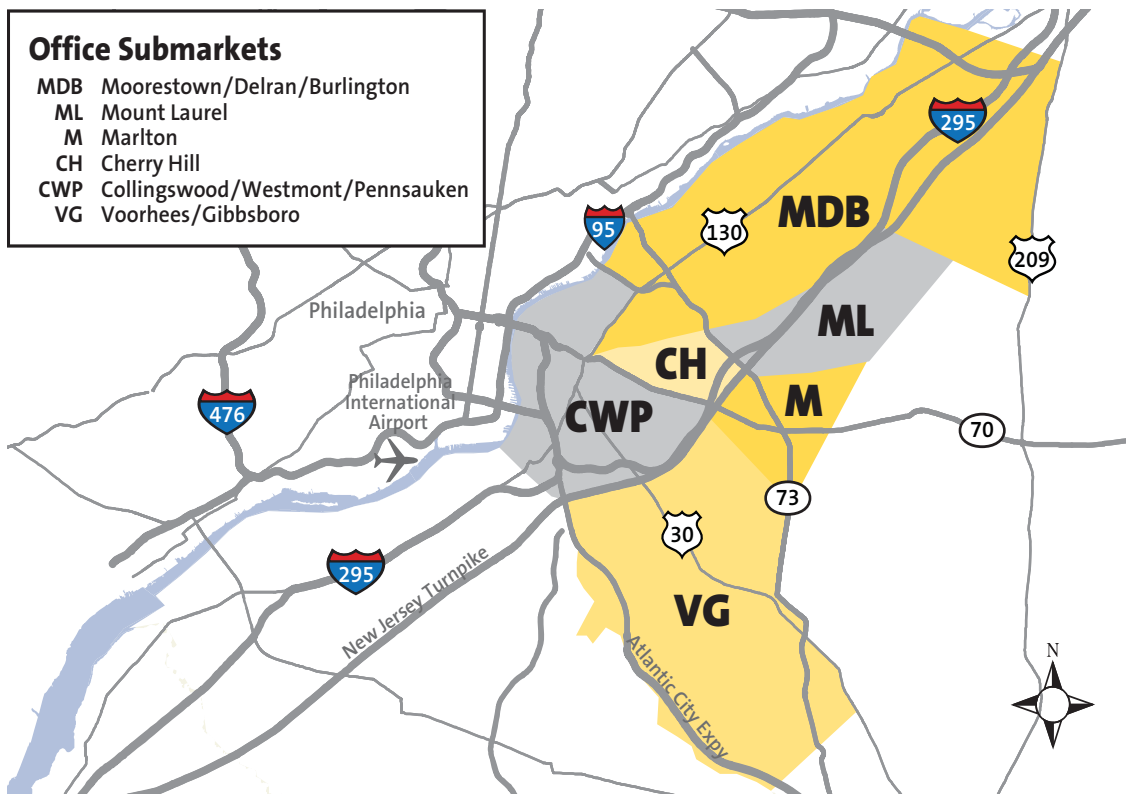 Office Submarkets
MDB Moorestown/Delran/Burlington
ML Mount Laurel
M Marlton
CH Cherry Hill
CWP Collingswood/Westmont/Pennsauken
VG Voorhees/Gibbsboro
295
MDB
95
130
209
Philadelphia
ML
CH
Philadelphia
International
Airport
M
476
CWP
70
73
30
295
New Jersey Turnpike
VG
Atlantic City Expy
N